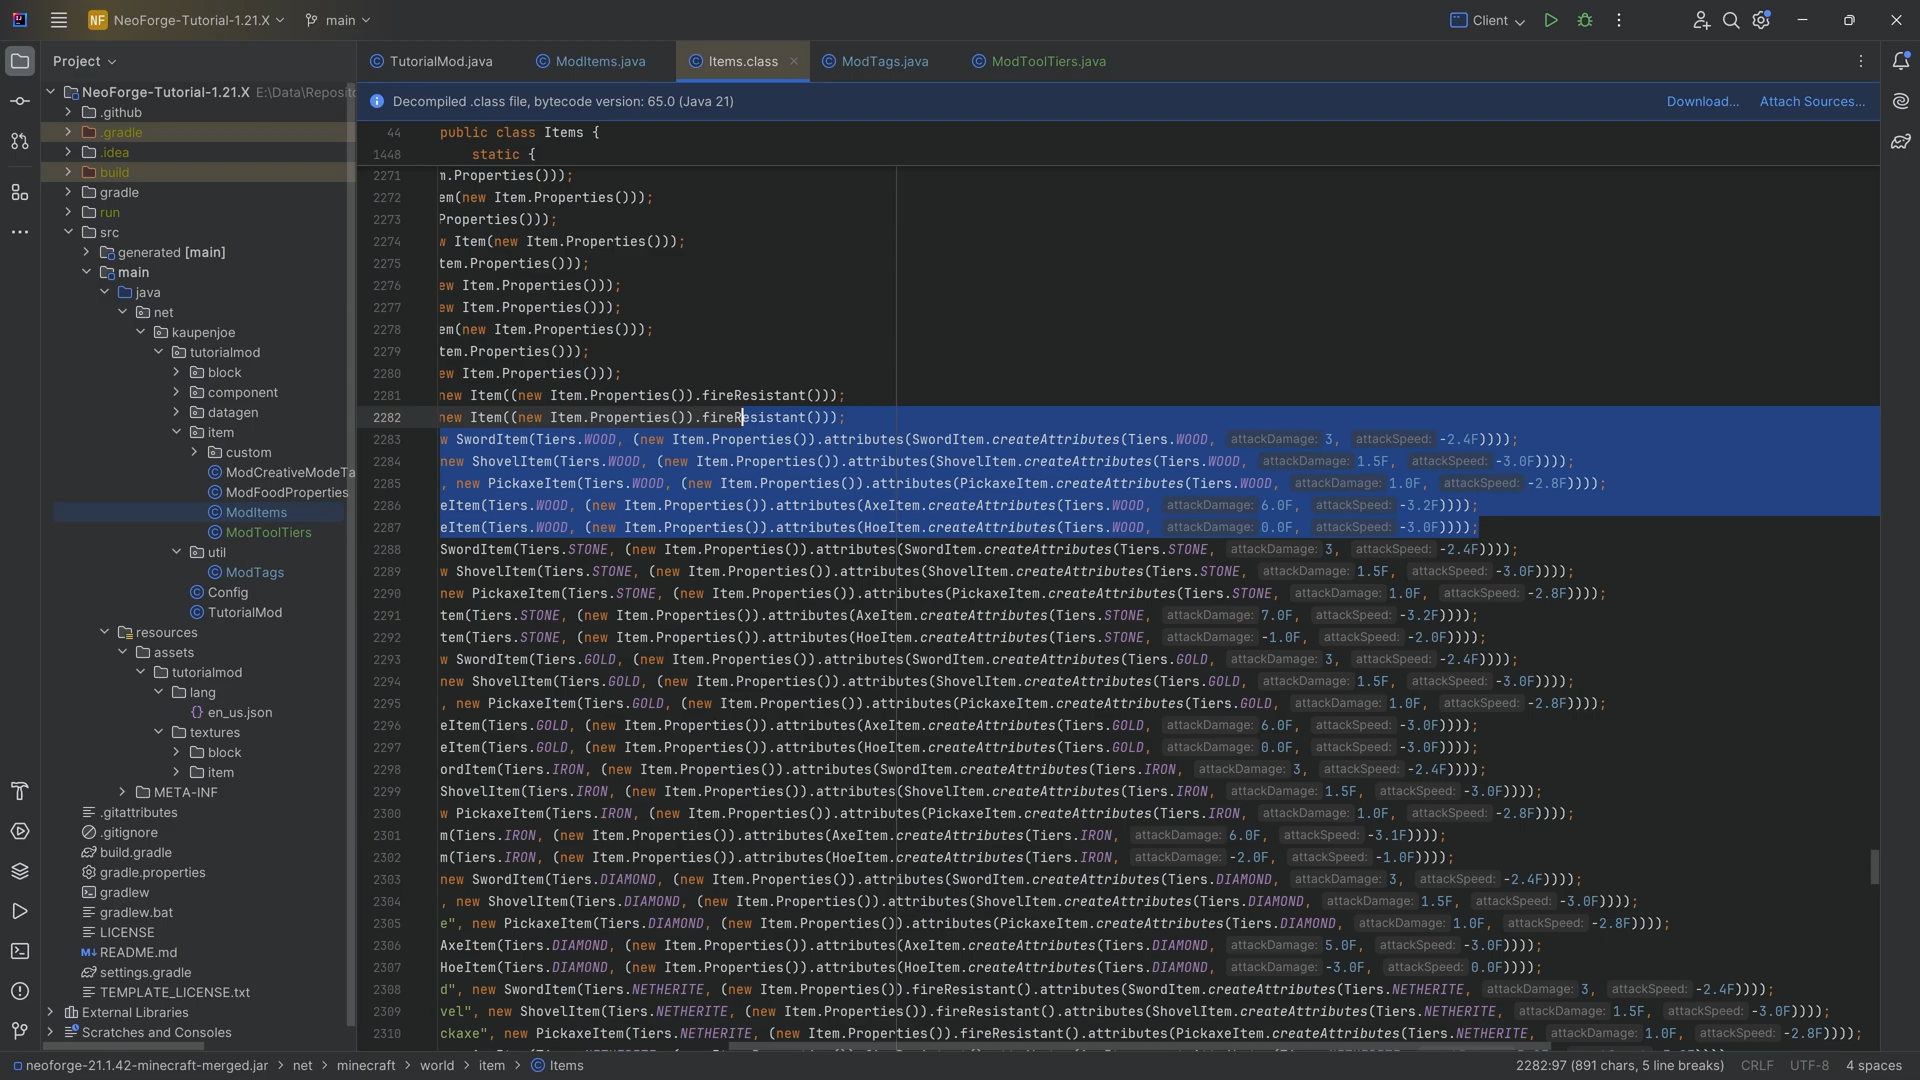 NF NeoForge-Tutorial-1.21.X main Client
Project
TutorialMod.java ModItems.java Items.class ModTags.java ModToolTiers.java
Decompiled .class file, bytecode version: 65.0 (Java 21) Download... Attach Sources...
NeoForge-Tutorial-1.21.X E:\Data\Reposit
.github
.gradle
.idea
build
gradle
run
src
generated [main]
main
java
net
kaupenjoe
tutorialmod
block
component
datagen
item
custom
ModCreativeModeTa
ModFoodProperties
ModItems
ModToolTiers
util
ModTags
Config
TutorialMod
resources
assets
tutorialmod
lang
en_us.json
textures
block
item
META-INF
.gitattributes
.gitignore
build.gradle
gradle.properties
gradlew
gradlew.bat
LICENSE
README.md
settings.gradle
TEMPLATE_LICENSE.txt
External Libraries
Scratches and Consoles
44 public class Items {
1448 static {
2271 m.Properties()));
2272 em(new Item.Properties()));
2273 Properties()));
2274 w Item(new Item.Properties()));
2275 tem.Properties()));
2276 ew Item.Properties()));
2277 ew Item.Properties()));
2278 em(new Item.Properties()));
2279 tem.Properties()));
2280 ew Item.Properties()));
2281 new Item((new Item.Properties()).fireResistant()));
2282 new Item((new Item.Properties()).fireResistant()));
2283 w SwordItem(Tiers.WOOD, (new Item.Properties()).attributes(SwordItem.createAttributes(Tiers.WOOD, attackDamage: 3, attackSpeed: -2.4F))));
2284 new ShovelItem(Tiers.WOOD, (new Item.Properties()).attributes(ShovelItem.createAttributes(Tiers.WOOD, attackDamage: 1.5F, attackSpeed: -3.0F))));
2285 , new PickaxeItem(Tiers.WOOD, (new Item.Properties()).attributes(PickaxeItem.createAttributes(Tiers.WOOD, attackDamage: 1.0F, attackSpeed: -2.8F))));
2286 eItem(Tiers.WOOD, (new Item.Properties()).attributes(AxeItem.createAttributes(Tiers.WOOD, attackDamage: 6.0F, attackSpeed: -3.2F))));
2287 eItem(Tiers.WOOD, (new Item.Properties()).attributes(HoeItem.createAttributes(Tiers.WOOD, attackDamage: 0.0F, attackSpeed: -3.0F))));
2288 SwordItem(Tiers.STONE, (new Item.Properties()).attributes(SwordItem.createAttributes(Tiers.STONE, attackDamage: 3, attackSpeed: -2.4F))));
2289 w ShovelItem(Tiers.STONE, (new Item.Properties()).attributes(ShovelItem.createAttributes(Tiers.STONE, attackDamage: 1.5F, attackSpeed: -3.0F))));
2290 new PickaxeItem(Tiers.STONE, (new Item.Properties()).attributes(PickaxeItem.createAttributes(Tiers.STONE, attackDamage: 1.0F, attackSpeed: -2.8F))));
2291 tem(Tiers.STONE, (new Item.Properties()).attributes(AxeItem.createAttributes(Tiers.STONE, attackDamage: 7.0F, attackSpeed: -3.2F))));
2292 tem(Tiers.STONE, (new Item.Properties()).attributes(HoeItem.createAttributes(Tiers.STONE, attackDamage: -1.0F, attackSpeed: -2.0F))));
2293 w SwordItem(Tiers.GOLD, (new Item.Properties()).attributes(SwordItem.createAttributes(Tiers.GOLD, attackDamage: 3, attackSpeed: -2.4F))));
2294 new ShovelItem(Tiers.GOLD, (new Item.Properties()).attributes(ShovelItem.createAttributes(Tiers.GOLD, attackDamage: 1.5F, attackSpeed: -3.0F))));
2295 , new PickaxeItem(Tiers.GOLD, (new Item.Properties()).attributes(PickaxeItem.createAttributes(Tiers.GOLD, attackDamage: 1.0F, attackSpeed: -2.8F))));
2296 eItem(Tiers.GOLD, (new Item.Properties()).attributes(AxeItem.createAttributes(Tiers.GOLD, attackDamage: 6.0F, attackSpeed: -3.0F))));
2297 eItem(Tiers.GOLD, (new Item.Properties()).attributes(HoeItem.createAttributes(Tiers.GOLD, attackDamage: 0.0F, attackSpeed: -3.0F))));
2298 ordItem(Tiers.IRON, (new Item.Properties()).attributes(SwordItem.createAttributes(Tiers.IRON, attackDamage: 3, attackSpeed: -2.4F))));
2299 ShovelItem(Tiers.IRON, (new Item.Properties()).attributes(ShovelItem.createAttributes(Tiers.IRON, attackDamage: 1.5F, attackSpeed: -3.0F))));
2300 w PickaxeItem(Tiers.IRON, (new Item.Properties()).attributes(PickaxeItem.createAttributes(Tiers.IRON, attackDamage: 1.0F, attackSpeed: -2.8F))));
2301 m(Tiers.IRON, (new Item.Properties()).attributes(AxeItem.createAttributes(Tiers.IRON, attackDamage: 6.0F, attackSpeed: -3.1F))));
2302 m(Tiers.IRON, (new Item.Properties()).attributes(HoeItem.createAttributes(Tiers.IRON, attackDamage: -2.0F, attackSpeed: -1.0F))));
2303 new SwordItem(Tiers.DIAMOND, (new Item.Properties()).attributes(SwordItem.createAttributes(Tiers.DIAMOND, attackDamage: 3, attackSpeed: -2.4F))));
2304 , new ShovelItem(Tiers.DIAMOND, (new Item.Properties()).attributes(ShovelItem.createAttributes(Tiers.DIAMOND, attackDamage: 1.5F, attackSpeed: -3.0F))));
2305 e", new PickaxeItem(Tiers.DIAMOND, (new Item.Properties()).attributes(PickaxeItem.createAttributes(Tiers.DIAMOND, attackDamage: 1.0F, attackSpeed: -2.8F))));
2306 AxeItem(Tiers.DIAMOND, (new Item.Properties()).attributes(AxeItem.createAttributes(Tiers.DIAMOND, attackDamage: 5.0F, attackSpeed: -3.0F))));
2307 HoeItem(Tiers.DIAMOND, (new Item.Properties()).attributes(HoeItem.createAttributes(Tiers.DIAMOND, attackDamage: -3.0F, attackSpeed: 0.0F))));
2308 d", new SwordItem(Tiers.NETHERITE, (new Item.Properties()).fireResistant().attributes(SwordItem.createAttributes(Tiers.NETHERITE, attackDamage: 3, attackSpeed: -2.4F))));
2309 vel", new ShovelItem(Tiers.NETHERITE, (new Item.Properties()).fireResistant().attributes(ShovelItem.createAttributes(Tiers.NETHERITE, attackDamage: 1.5F, attackSpeed: -3.0F))));
2310 ckaxe", new PickaxeItem(Tiers.NETHERITE, (new Item.Properties()).fireResistant().attributes(PickaxeItem.createAttributes(Tiers.NETHERITE, attackDamage: 1.0F, attackSpeed: -2.8F))));
neoforge-21.1.42-minecraft-merged.jar > net > minecraft > world > item > Items 2282:97 (891 chars, 5 line breaks) CRLF UTF-8 4 spaces